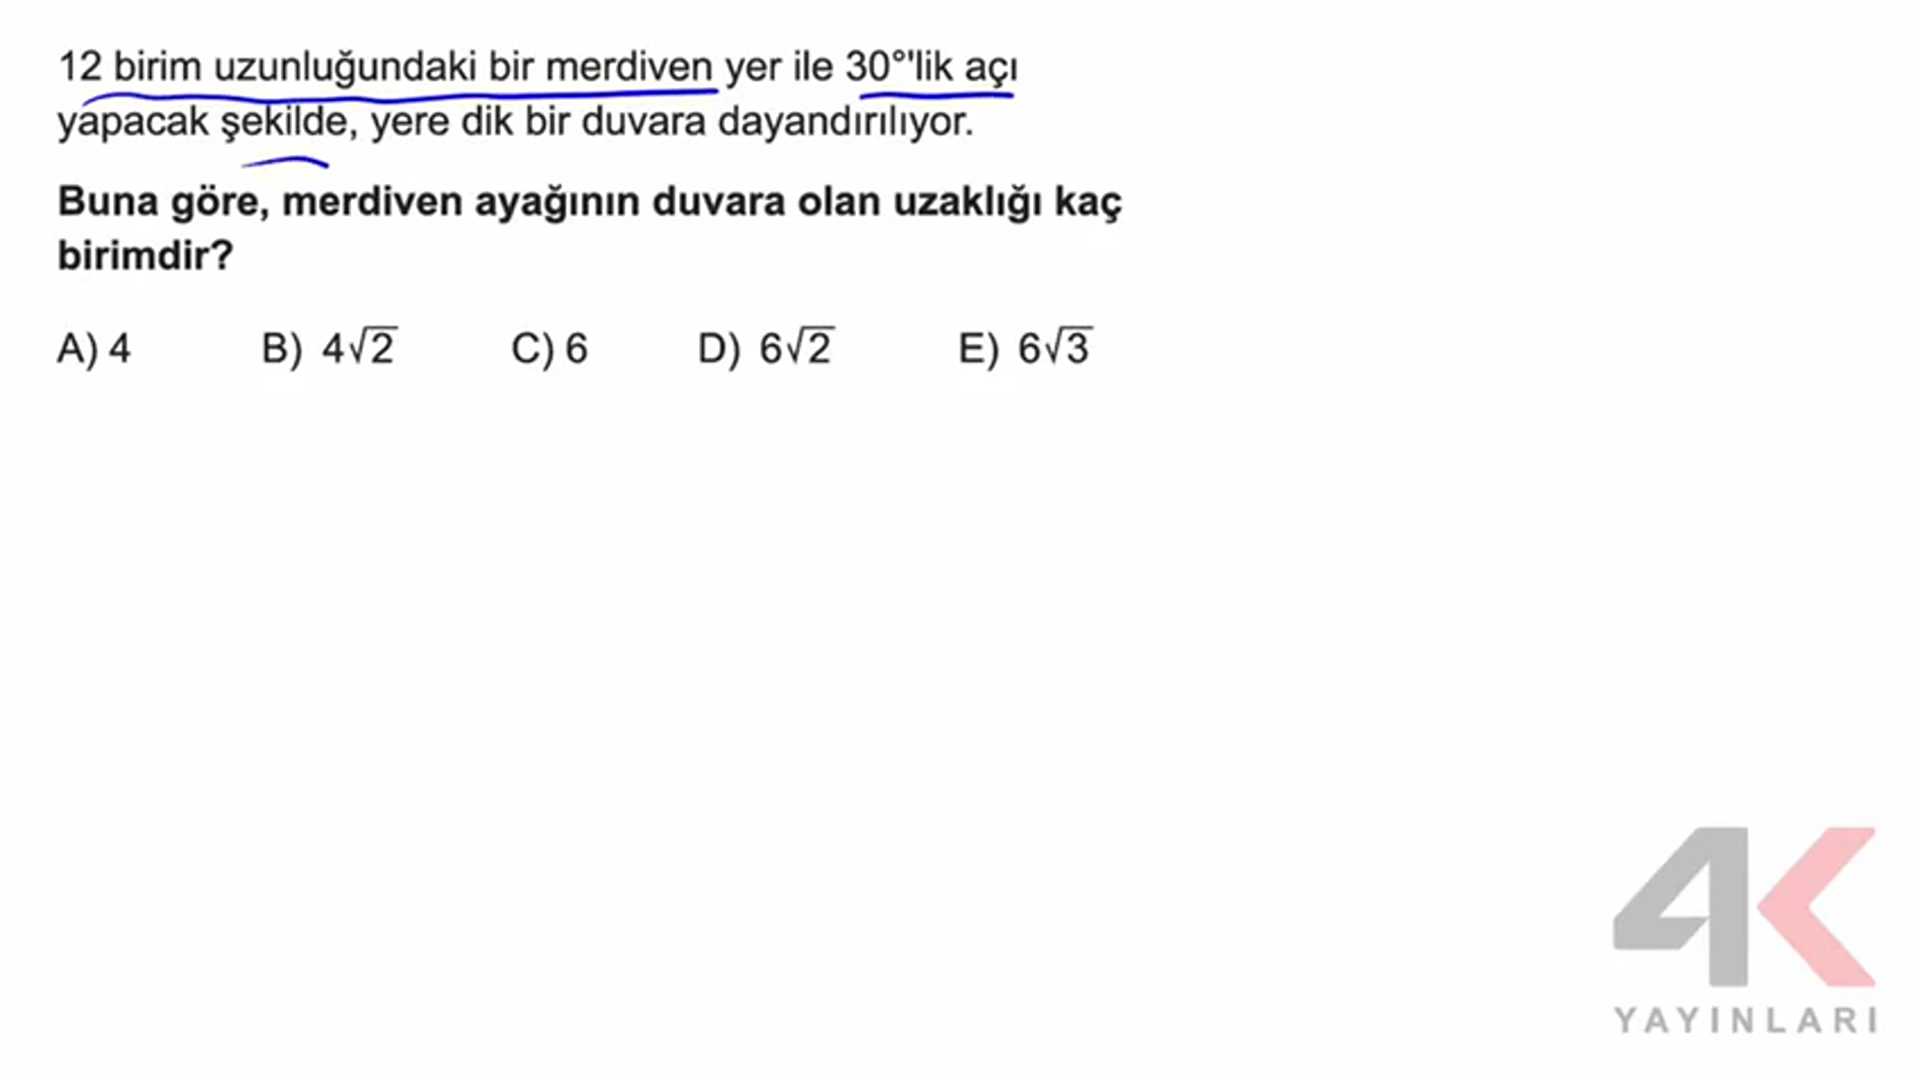 12 birim uzunluğundaki bir merdiven yer ile 30°'lik açı
yapacak şekilde, yere dik bir duvara dayandırılıyor.
Buna göre, merdiven ayağının duvara olan uzaklığı kaç
birimdir?
A) 4 B) 4√2 C) 6 D) 6√2 E) 6√3
4K
YAYINLARI